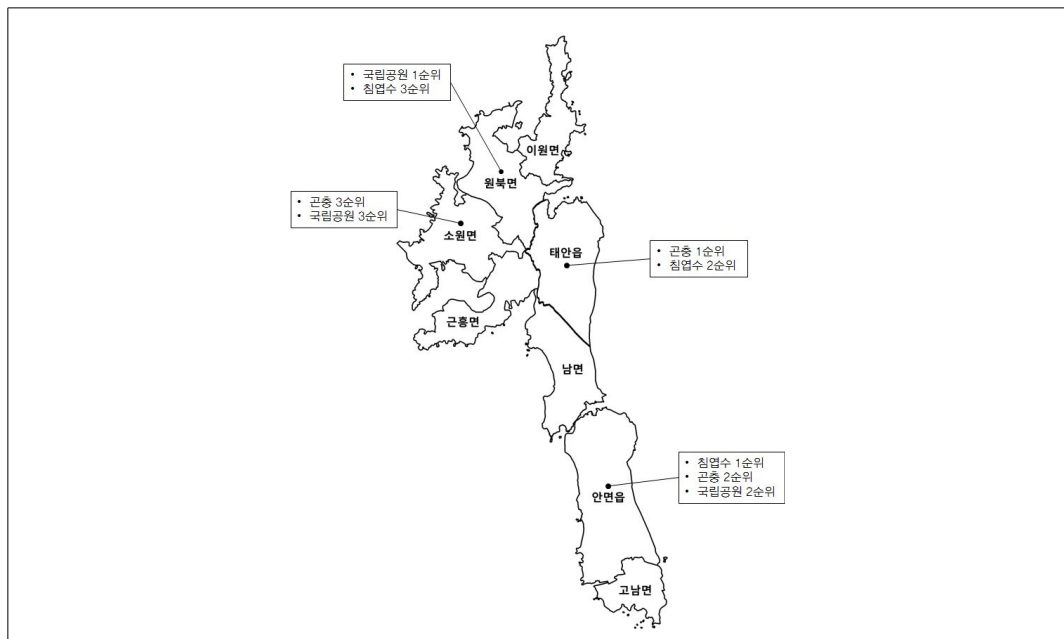 • 국립공원 1순위
• 침엽수 3순위
이원면
원북면
• 곤충 3순위
• 국립공원 3순위
소원면
태안읍
• 곤충 1순위
• 침엽수 2순위
근흥면
남면
• 침엽수 1순위
• 곤충 2순위
• 국립공원 2순위
안면읍
고남면